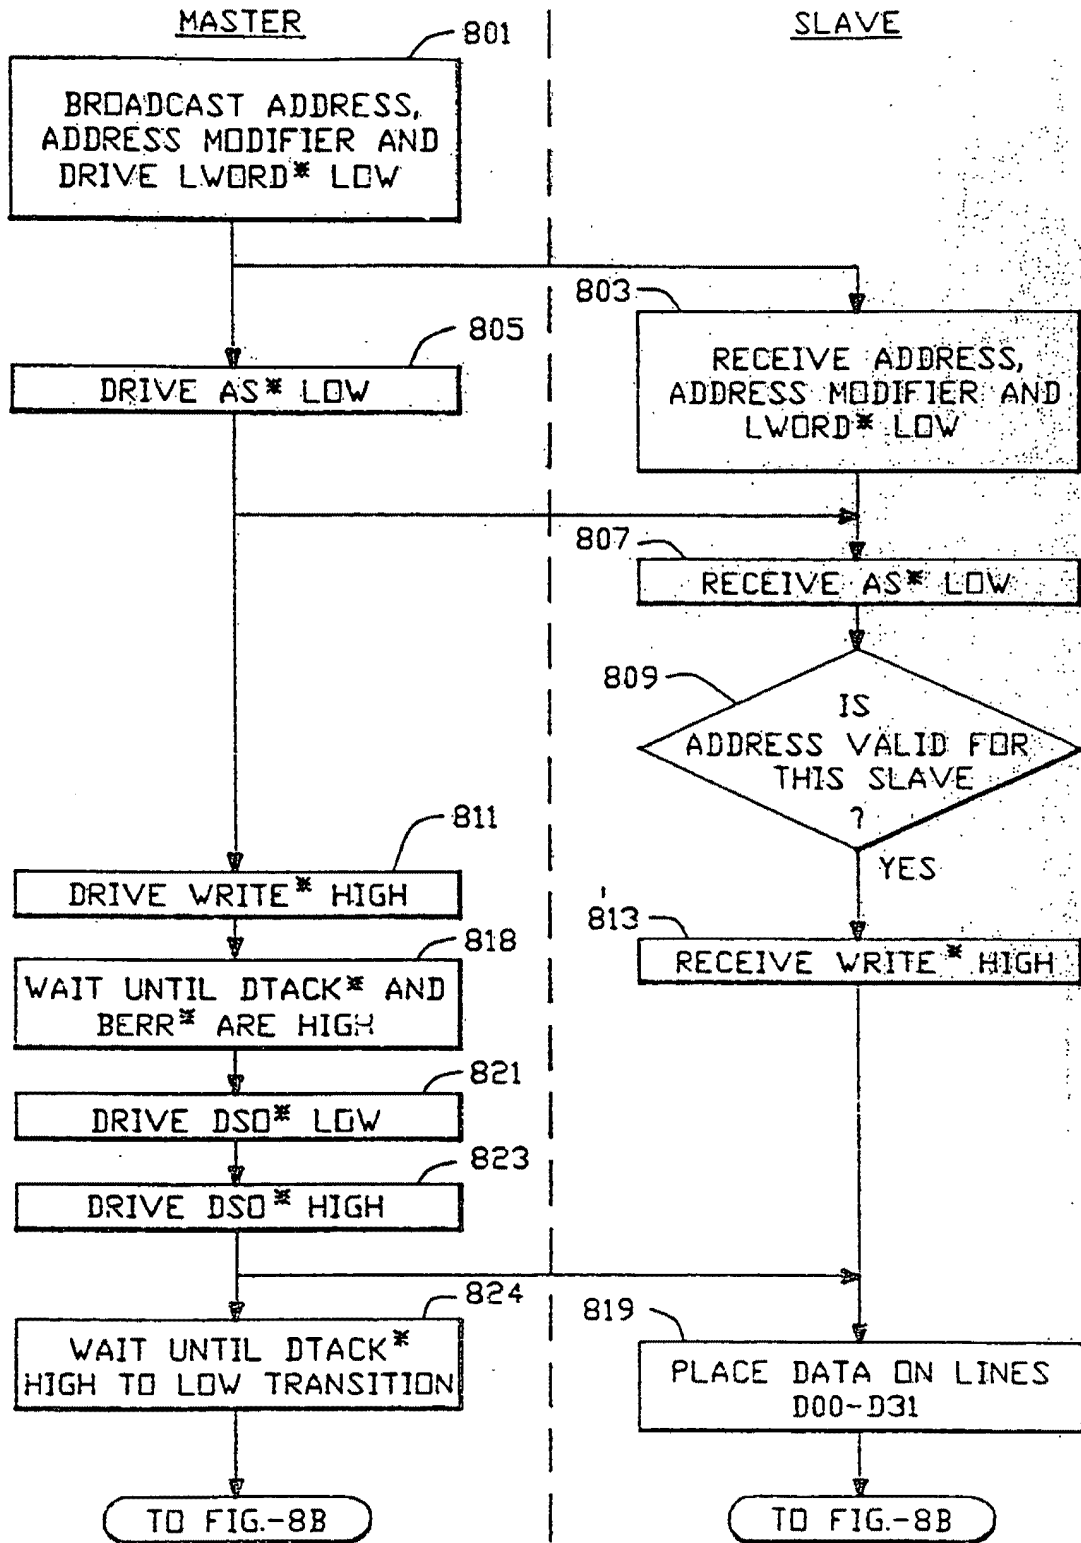 MASTER
SLAVE
801
BROADCAST ADDRESS,
ADDRESS MODIFIER AND
DRIVE LWORD* LOW
803
RECEIVE ADDRESS,
ADDRESS MODIFIER AND
LWORD* LOW
805
DRIVE AS* LOW
807
RECEIVE AS* LOW
809
IS
ADDRESS VALID FOR
THIS SLAVE
?
YES
811
DRIVE WRITE* HIGH
813
RECEIVE WRITE* HIGH
818
WAIT UNTIL DTACK* AND
BERR* ARE HIGH
821
DRIVE DSO* LOW
823
DRIVE DSO* HIGH
824
WAIT UNTIL DTACK*
HIGH TO LOW TRANSITION
819
PLACE DATA ON LINES
D00-D31
TO FIG.-8B
TO FIG.-8B